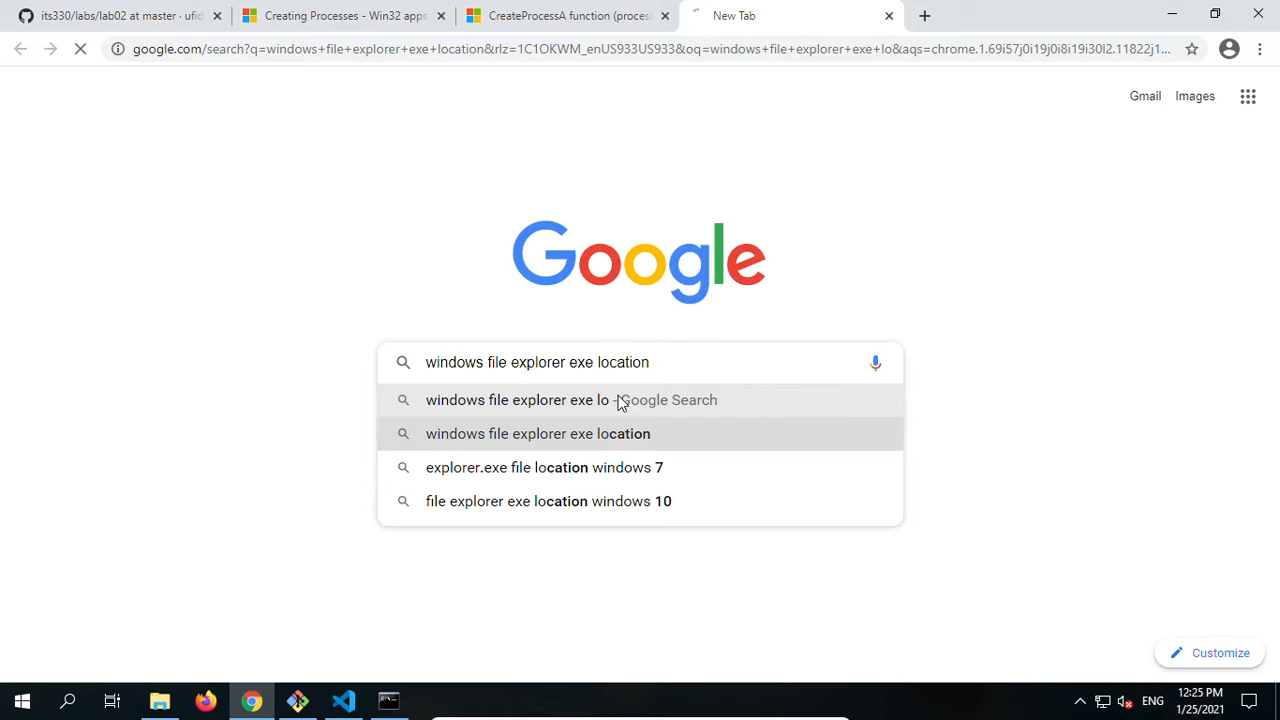 its330/labs/lab02 at master · ufid
Creating Processes - Win32 apps
CreateProcessA function (process
New Tab
google.com/search?q=windows+file+explorer+exe+location&rlz=1C1OKWM_enUS933US933&oq=windows+file+explorer+exe+lo&aqs=chrome.1.69i57j0i19j0i8i19i30l2.11822j1...
Gmail
Images
Google
windows file explorer exe location
windows file explorer exe lo - Google Search
windows file explorer exe location
explorer.exe file location windows 7
file explorer exe location windows 10
Customize
ENG
12:25 PM
1/25/2021